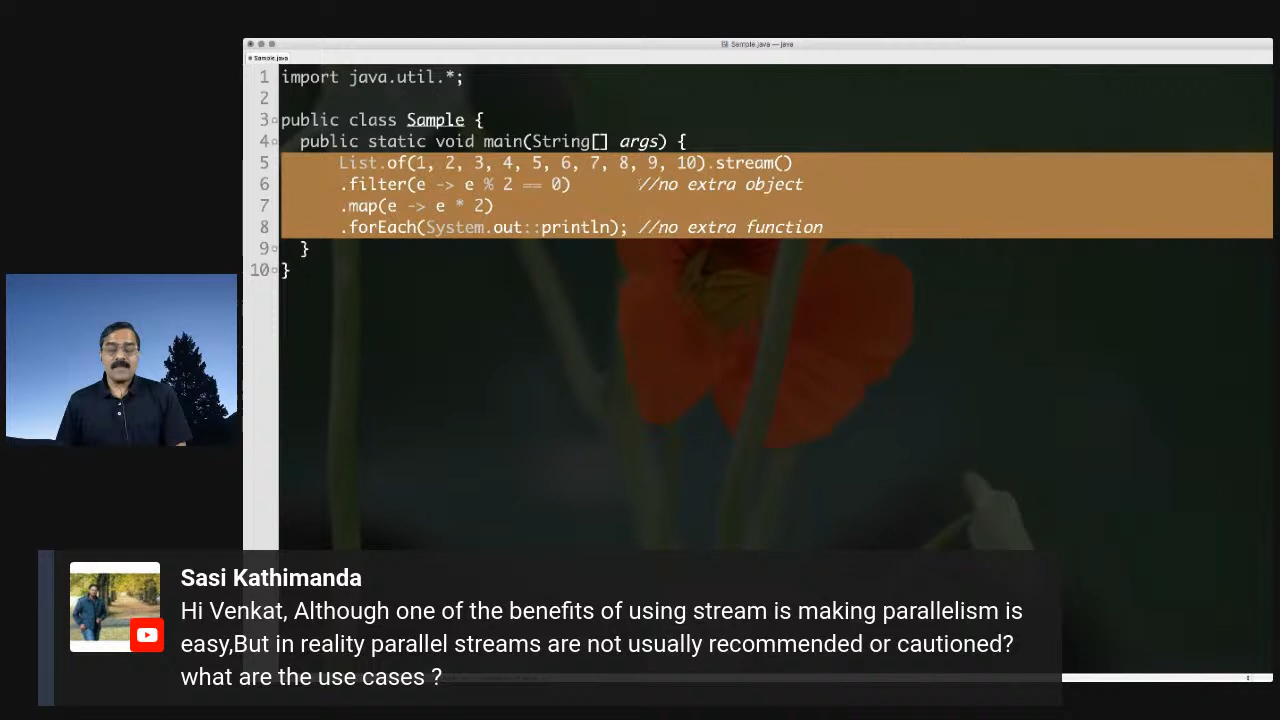 Sample.java — java
Sample.java
1 import java.util.*;
2
3 public class Sample {
4 public static void main(String[] args) {
5 List.of(1, 2, 3, 4, 5, 6, 7, 8, 9, 10).stream()
6 .filter(e -> e % 2 == 0) //no extra object
7 .map(e -> e * 2)
8 .forEach(System.out::println); //no extra function
9 }
10 }
Sasi Kathimanda
Hi Venkat, Although one of the benefits of using stream is making parallelism is
easy,But in reality parallel streams are not usually recommended or cautioned?
what are the use cases ?